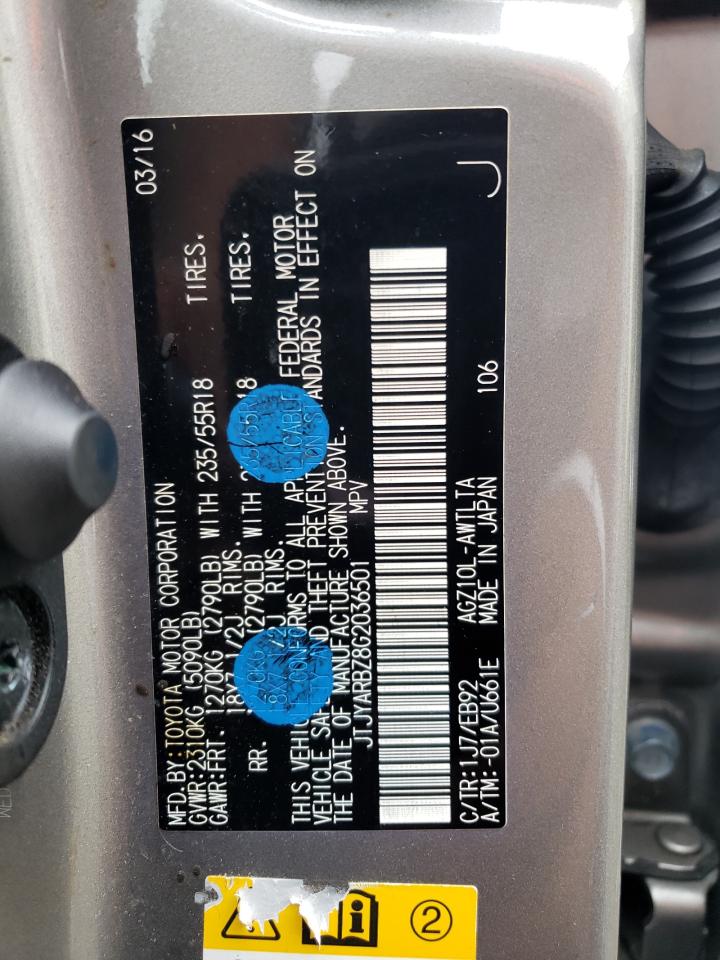 MFD.BY:TOYOTA MOTOR CORPORATION 03/16
GVWR:2310KG (5090LB)
GAWR:FRT. 1270KG (2790LB) WITH 235/55R18 TIRES.
18X7 1/2J RIMS.
RR. (2790LB) WITH 235/55R18 TIRES.
RIMS.
THIS VEHICLE CONFORMS TO ALL APPLICABLE FEDERAL MOTOR
VEHICLE AND THEFT PREVENTION STANDARDS IN EFFECT ON
THE DATE OF MANUFACTURE SHOWN ABOVE.
JTJYARBZ8G2036501 MPV
C/TR:1J7/EB92 AGZ10L-AWTLTA 106
A/TM:-01A/U661E MADE IN JAPAN J
2